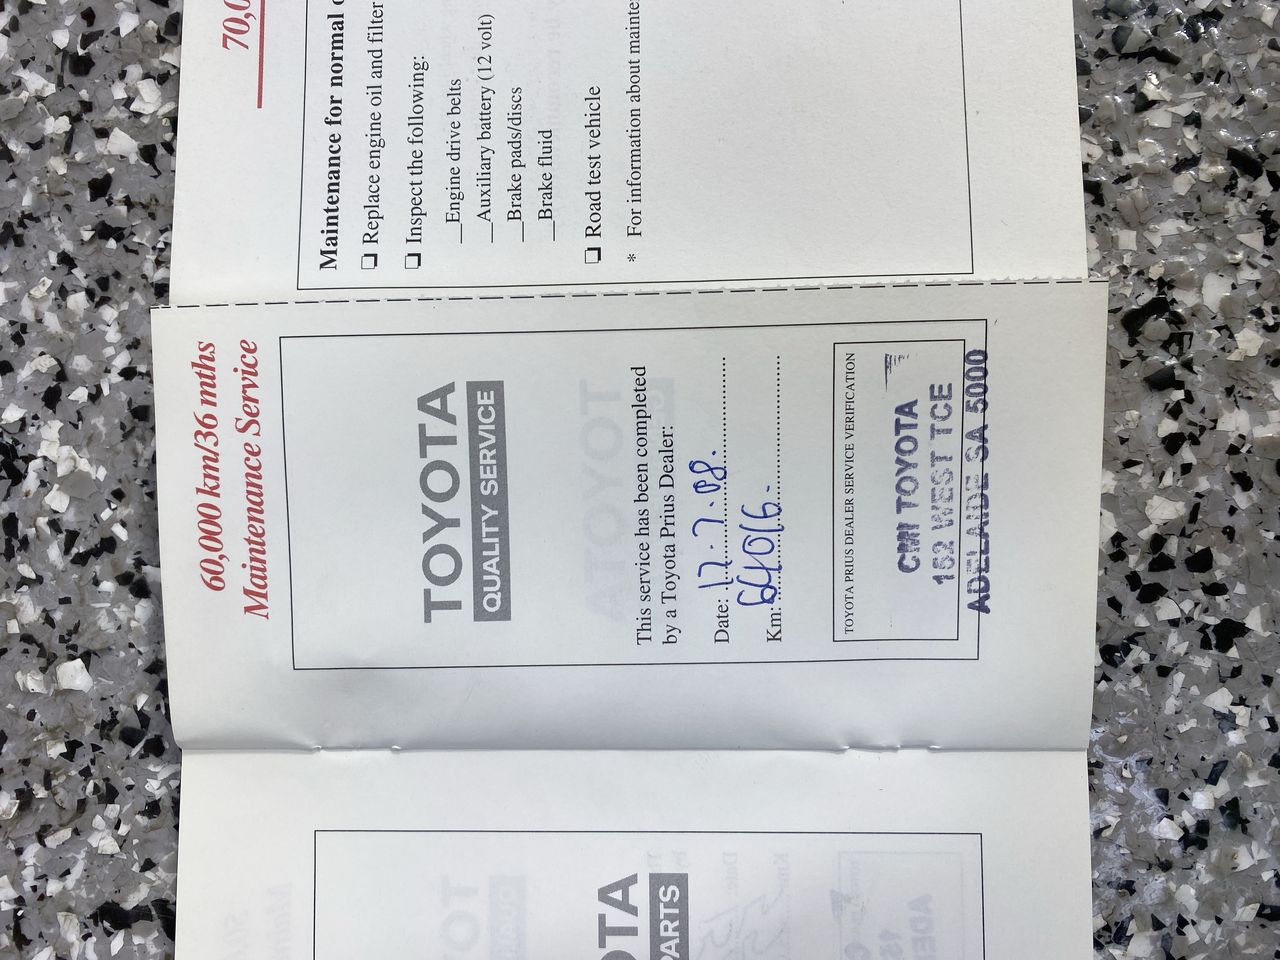 70,0
Maintenance for normal
Replace engine oil and filter
Inspect the following:
Engine drive belts
Auxiliary battery (12 volt)
Brake pads/discs
Brake fluid
Road test vehicle
* For information about
60,000 km/36 mths
Maintenance Service
TOYOTA
QUALITY SERVICE
This service has been completed
by a Toyota Prius Dealer:
Date: 17.7.08.
Km: 64016.
TOYOTA PRIUS DEALER SERVICE VERIFICATION
CMI TOYOTA
WEST TCE
ADELAIDE SA 5000
OTA
PARTS